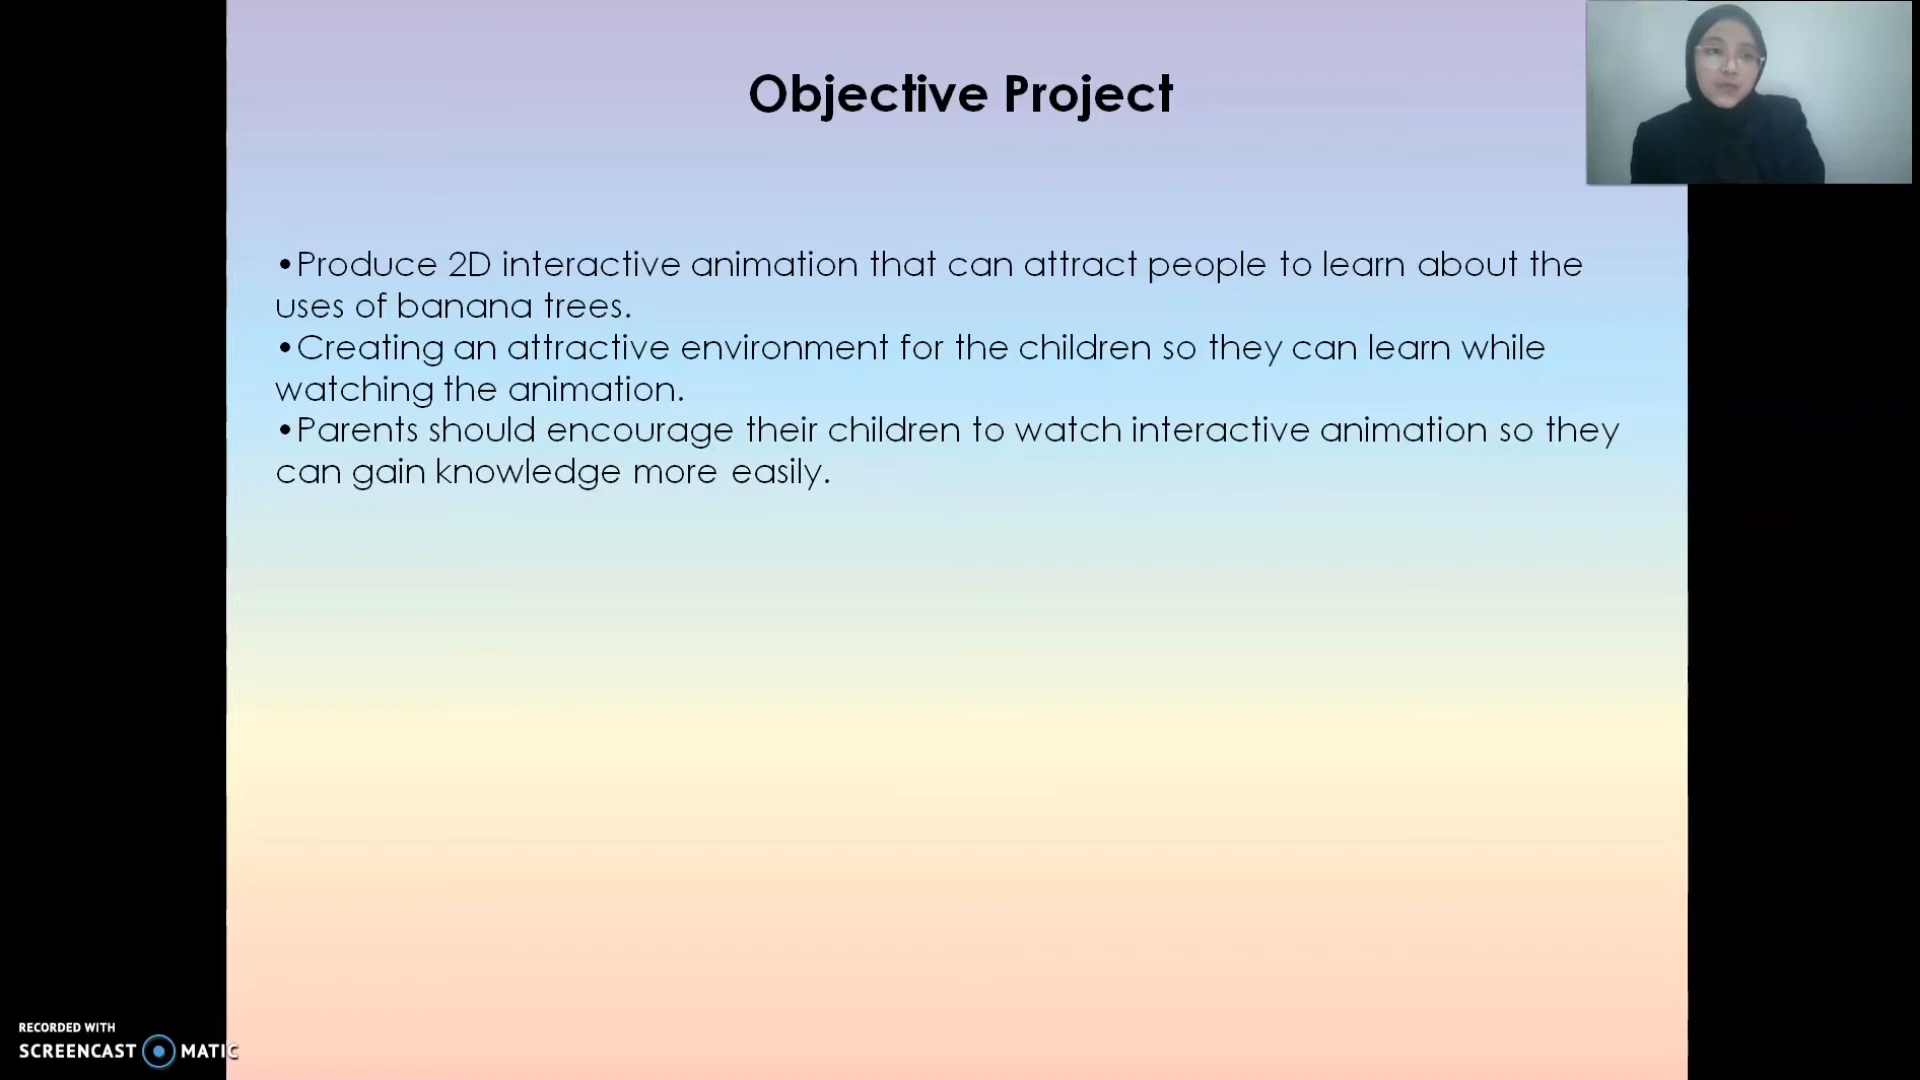 Objective Project
•Produce 2D interactive animation that can attract people to learn about the
uses of banana trees.
•Creating an attractive environment for the children so they can learn while
watching the animation.
•Parents should encourage their children to watch interactive animation so they
can gain knowledge more easily.
RECORDED WITH
SCREENCAST MATIC